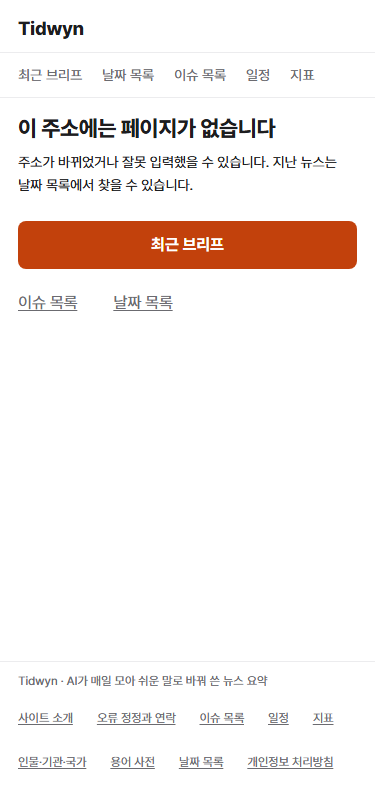 Tidwyn
최근 브리프 날짜 목록 이슈 목록 일정 지표
이 주소에는 페이지가 없습니다
주소가 바뀌었거나 잘못 입력했을 수 있습니다. 지난 뉴스는
날짜 목록에서 찾을 수 있습니다.
최근 브리프
이슈 목록 날짜 목록
Tidwyn · AI가 매일 모아 쉬운 말로 바꿔 쓴 뉴스 요약
사이트 소개 오류 정정과 연락 이슈 목록 일정 지표
인물·기관·국가 용어 사전 날짜 목록 개인정보 처리방침